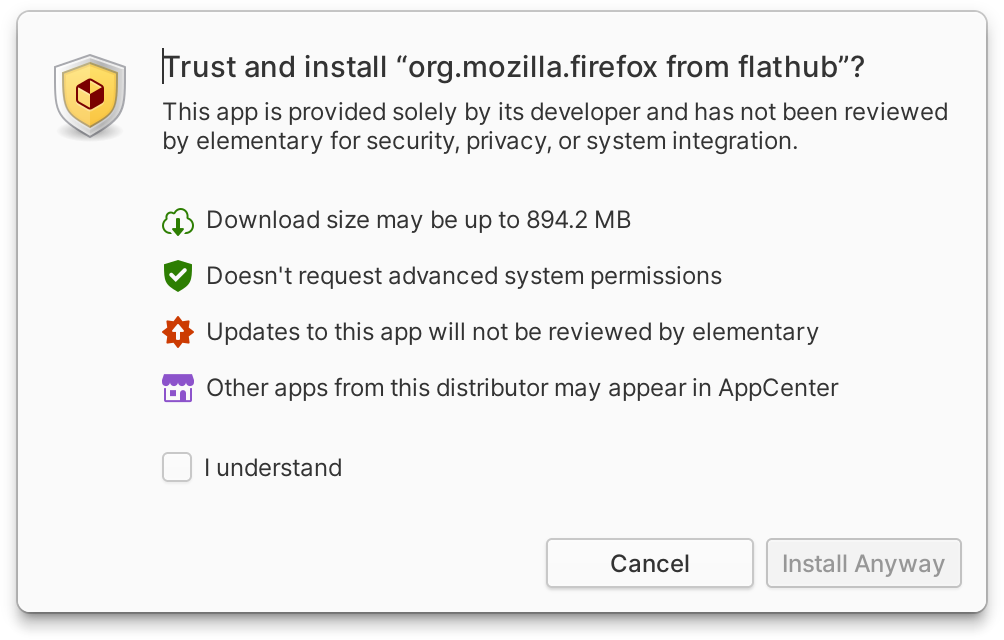 Trust and install “org.mozilla.firefox from flathub”?
This app is provided solely by its developer and has not been reviewed
by elementary for security, privacy, or system integration.
Download size may be up to 894.2 MB
Doesn't request advanced system permissions
Updates to this app will not be reviewed by elementary
Other apps from this distributor may appear in AppCenter
I understand
Cancel
Install Anyway